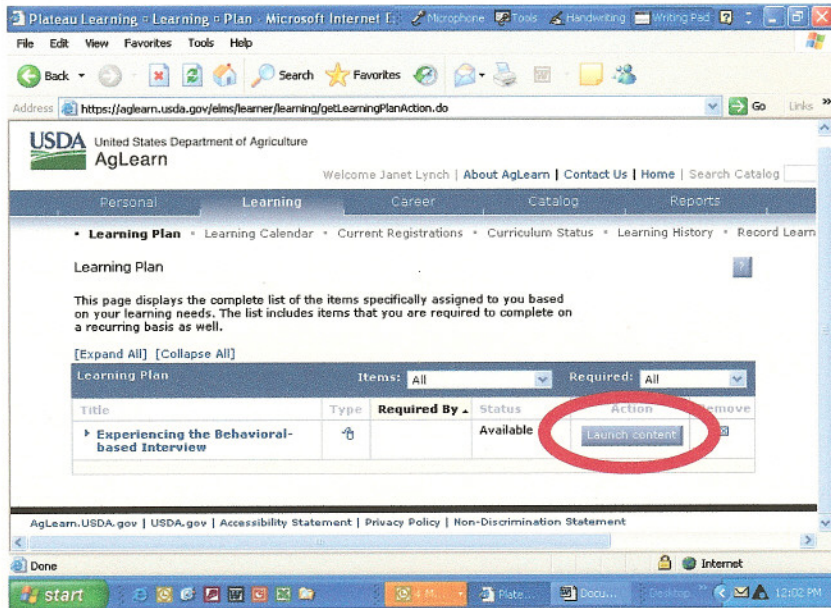 Plateau Learning : Learning : Plan - Microsoft Internet E
Microphone Tools Handwriting Writing Pad
File Edit View Favorites Tools Help
Back Search Favorites
Address https://aglearn.usda.gov/elms/learner/learning/getLearningPlanAction.do Go Links »
USDA United States Department of Agriculture
AgLearn
Welcome Janet Lynch | About AgLearn | Contact Us | Home | Search Catalog
Personal Learning Career Catalog Reports
• Learning Plan • Learning Calendar • Current Registrations • Curriculum Status • Learning History • Record Learn
Learning Plan ?
This page displays the complete list of the items specifically assigned to you based
on your learning needs. The list includes items that you are required to complete on
a recurring basis as well.
[Expand All] [Collapse All]
Learning Plan Items: All Required: All
Title Type Required By Status Action Remove
Experiencing the Behavioral- Available Launch content
based Interview
AgLearn.USDA.gov | USDA.gov | Accessibility Statement | Privacy Policy | Non-Discrimination Statement
Done Internet
start 4 M... Plate... Docu... Desktop » 12:02 PM